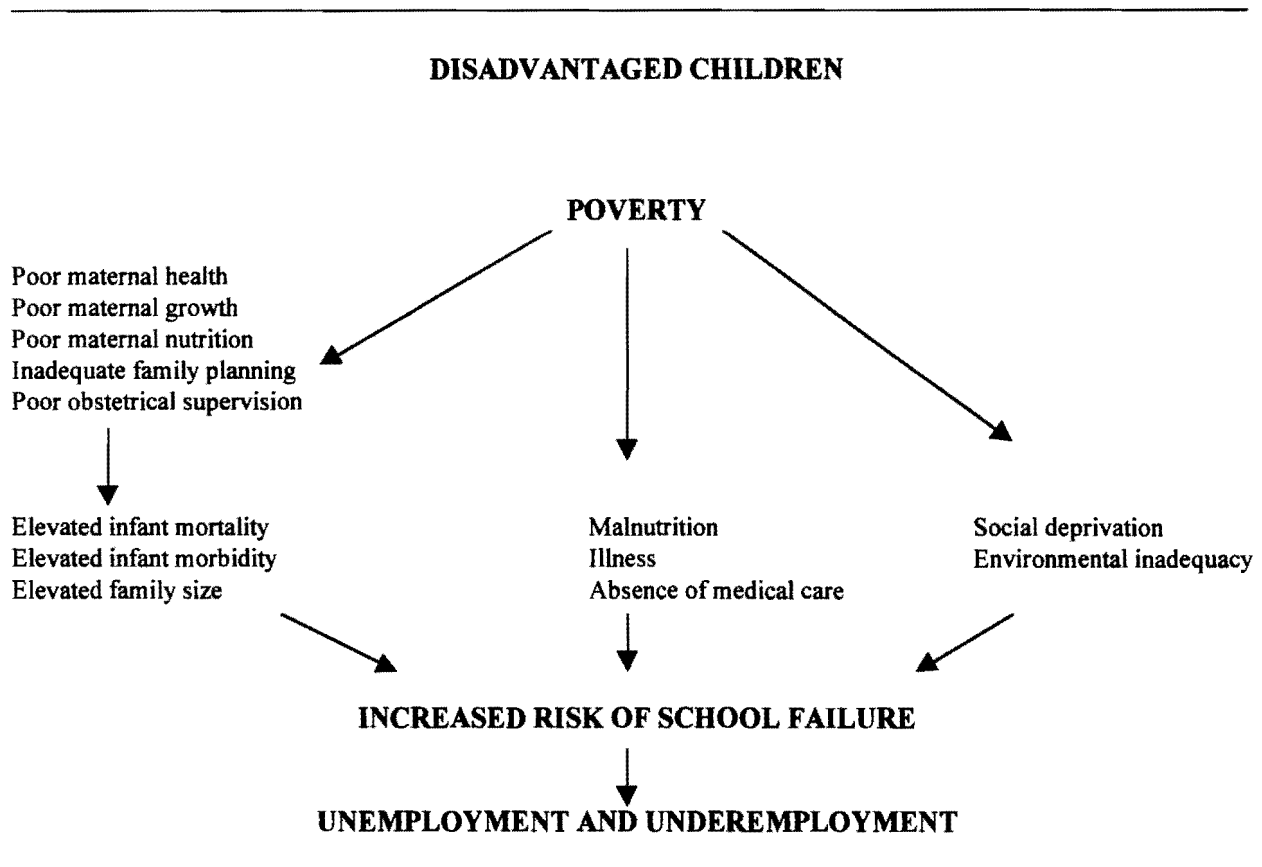 DISADVANTAGED CHILDREN
POVERTY
Poor maternal health
Poor maternal growth
Poor maternal nutrition
Inadequate family planning
Poor obstetrical supervision
Elevated infant mortality
Elevated infant morbidity
Elevated family size
Malnutrition
Illness
Absence of medical care
Social deprivation
Environmental inadequacy
INCREASED RISK OF SCHOOL FAILURE
UNEMPLOYMENT AND UNDEREMPLOYMENT